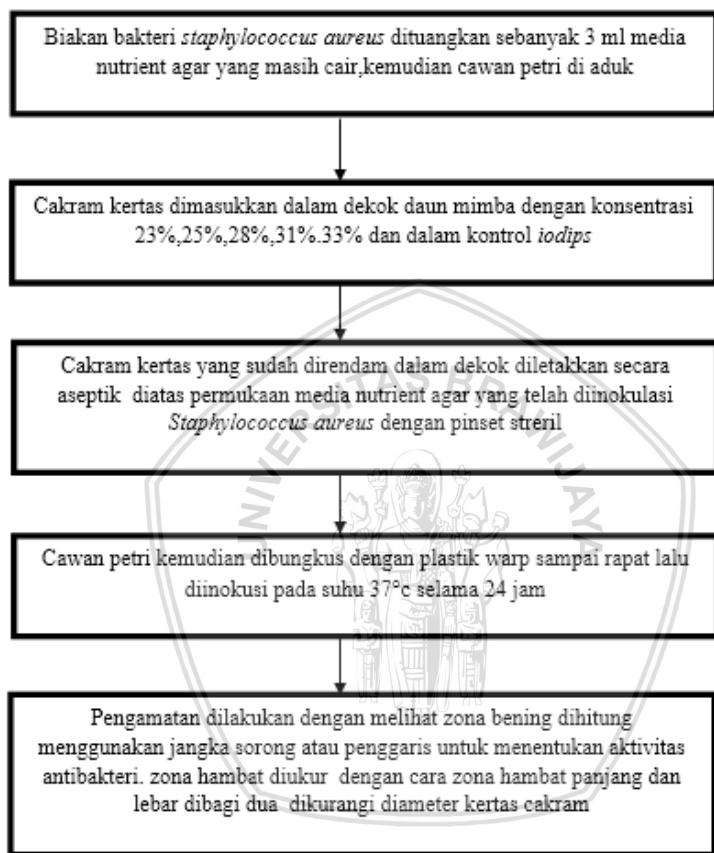 Biakan bakteri staphylococcus aureus dituangkan sebanyak 3 ml media
nutrient agar yang masih cair,kemudian cawan petri di aduk
Cakram kertas dimasukkan dalam dekok daun mimba dengan konsentrasi
23%,25%,28%,31%.33% dan dalam kontrol iodips
Cakram kertas yang sudah direndam dalam dekok diletakkan secara
aseptik diatas permukaan media nutrient agar yang telah diinokulasi
Staphylococcus aureus dengan pinset streril
Cawan petri kemudian dibungkus dengan plastik warp sampai rapat lalu
diinokusi pada suhu 37°c selama 24 jam
Pengamatan dilakukan dengan melihat zona bening dihitung
menggunakan jangka sorong atau penggaris untuk menentukan aktivitas
antibakteri. zona hambat diukur dengan cara zona hambat panjang dan
lebar dibagi dua dikurangi diameter kertas cakram
UNIVERSITAS BRAWIJAYA